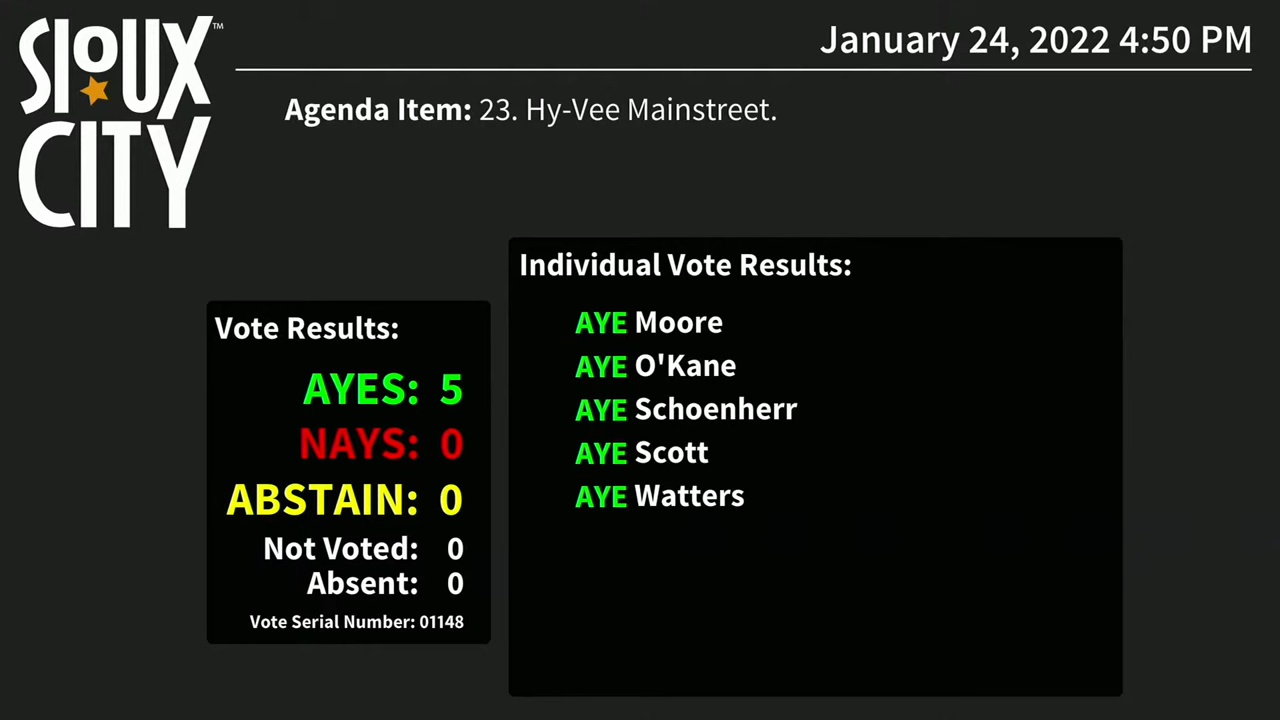 SIOUX
CITY
TM
January 24, 2022 4:50 PM
Agenda Item: 23. Hy-Vee Mainstreet.
Vote Results:
AYES: 5
NAYS: 0
ABSTAIN: 0
Not Voted: 0
Absent: 0
Vote Serial Number: 01148
Individual Vote Results:
AYE Moore
AYE O'Kane
AYE Schoenherr
AYE Scott
AYE Watters